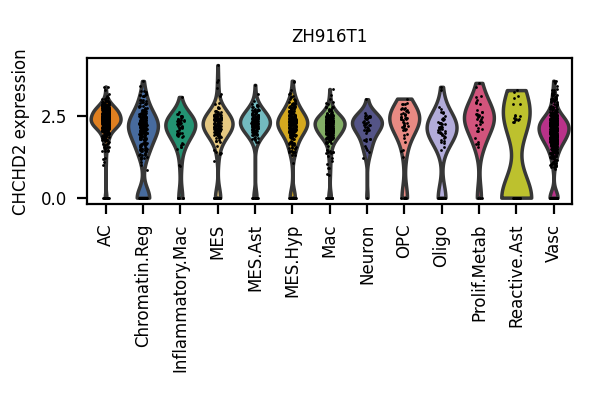 ZH916T1
CHCHD2 expression
2.5
0.0
AC
Chromatin.Reg
Inflammatory.Mac
MES
MES.Ast
MES.Hyp
Mac
Neuron
OPC
Oligo
Prolif.Metab
Reactive.Ast
Vasc